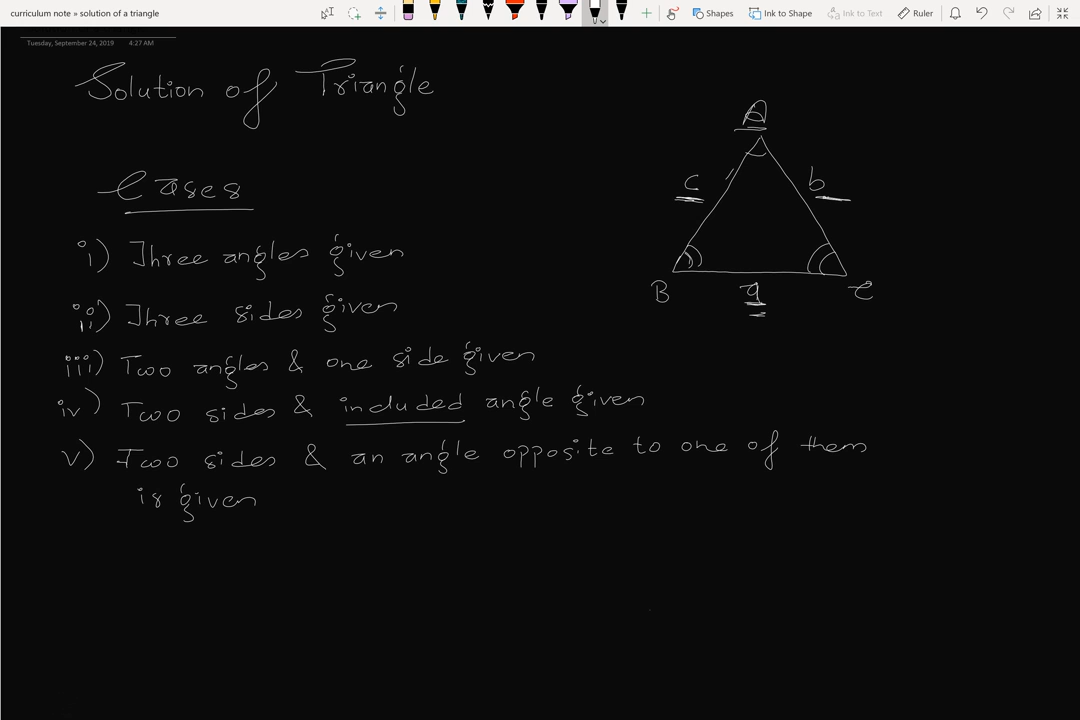 curriculum note » solution of a triangle
Shapes
Ink to Shape
Ink to Text
Ruler
Tuesday, September 24, 2019 4:27 AM
Solution of Triangle
Cases
i) Three angles given
ii) Three sides given
iii) Two angles & one side given
iv) Two sides & included angle given
v) Two sides & an angle opposite to one of them
is given
A
c b
B a C